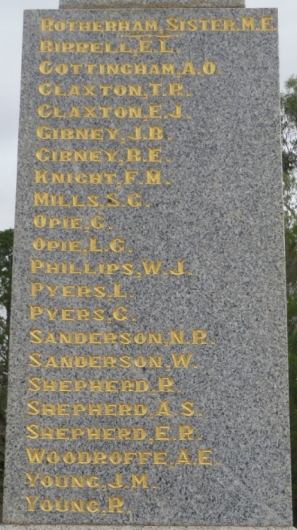 ROTHERHAM, SISTER. M.E.
BIRRELL, E.L.
COTTINGHAM, A.O
CLAXTON, T.R.
CLAXTON, E.J.
GIBNEY, J.B.
GIBNEY, R.E.
KNIGHT, F.M.
MILLS, S.G.
OPIE, G.
OPIE, L.G.
PHILLIPS, W.J.
PYERS, L.
PYERS, G.
SANDERSON, N.R.
SANDERSON, W.
SHEPHERD, R.
SHEPHERD, A.S.
SHEPHERD, E.R.
WOODROFFE, A.E.
YOUNG, J.M.
YOUNG, R.